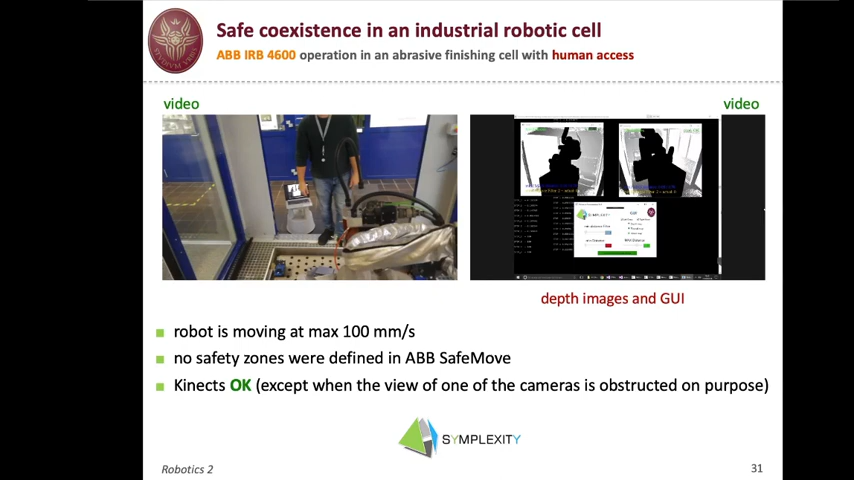 Safe coexistence in an industrial robotic cell
ABB IRB 4600 operation in an abrasive finishing cell with human access
video
video
SYMPLEXITY
depth images and GUI
robot is moving at max 100 mm/s
no safety zones were defined in ABB SafeMove
Kinects OK (except when the view of one of the cameras is obstructed on purpose)
SYMPLEXITY
Robotics 2
31